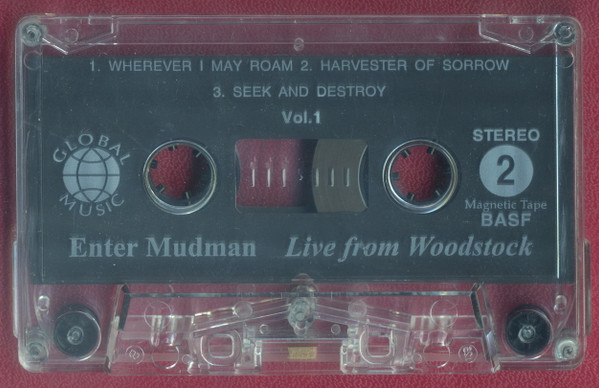 1. WHEREVER I MAY ROAM 2. HARVESTER OF SORROW
3. SEEK AND DESTROY
Vol.1
GLOBAL
MUSIC
STEREO
2
Magnetic Tape
BASF
Enter Mudman Live from Woodstock